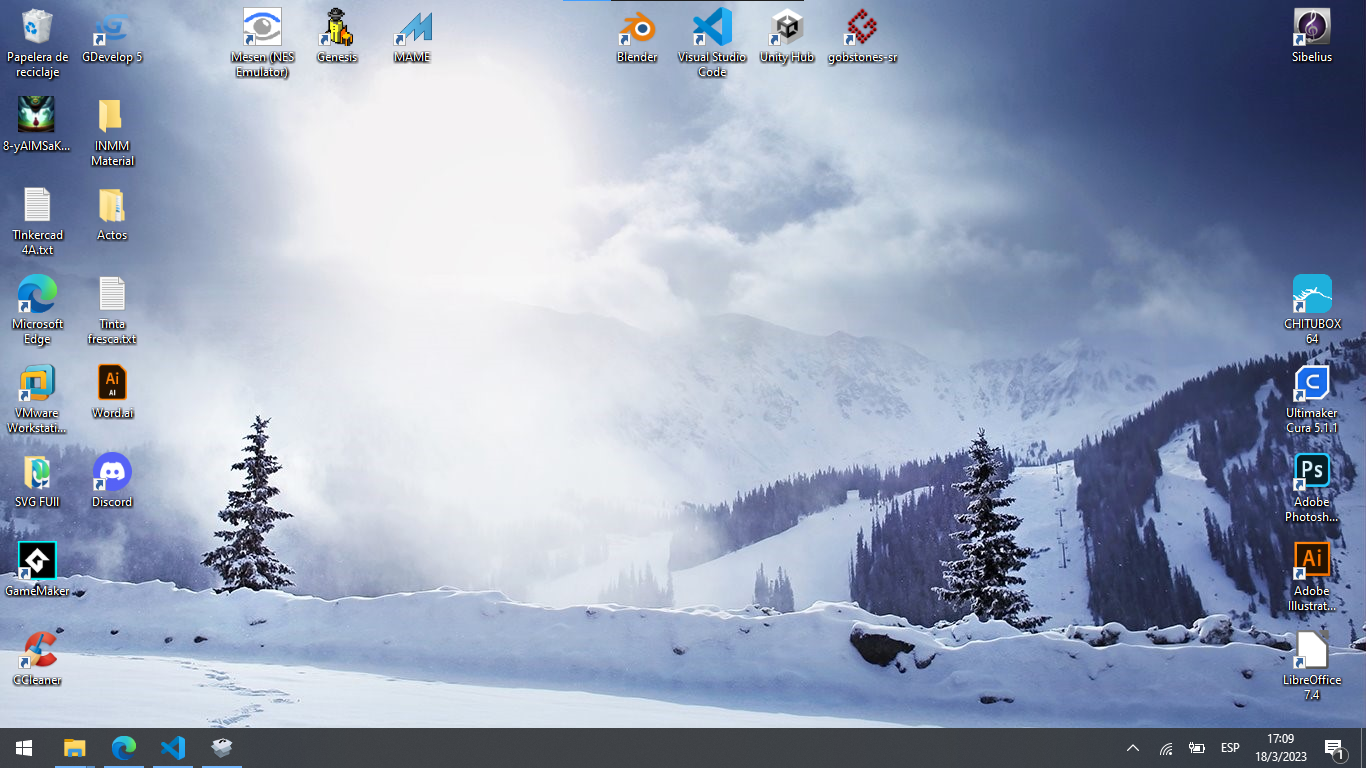 Papelera de
reciclaje
GDevelop 5
Mesen (NES
Emulator)
Genesis
MAME
Blender
Visual Studio
Code
Unity Hub
gobstones-sr
Sibelius
8-yAIMSaK...
INMM
Material
TInkercad
4A.txt
Actos
Microsoft
Edge
Tinta
fresca.txt
CHITUBOX
64
VMware
Workstati...
Ai
AI
Word.ai
C
Ultimaker
Cura 5.1.1
SVG FUll
Discord
Ps
Adobe
Photosh...
GameMaker
Ai
Adobe
Illustrat...
CCleaner
LibreOffice
7.4
ESP
17:09
18/3/2023
1